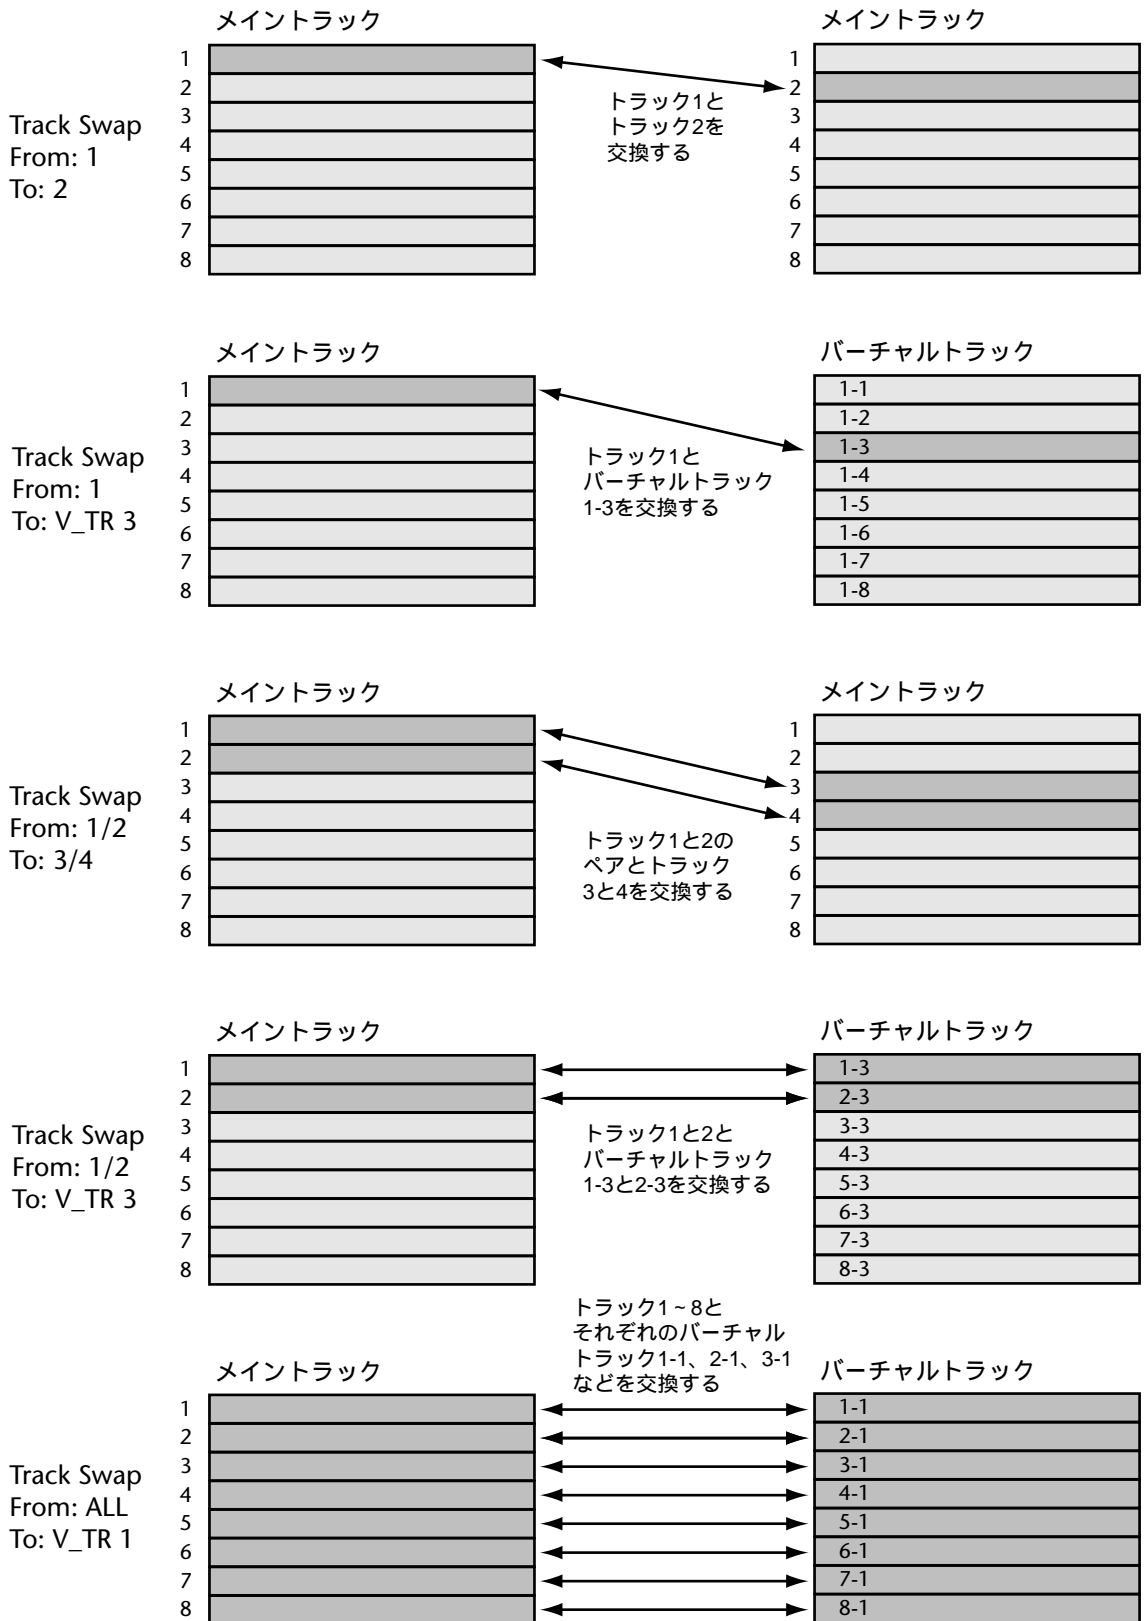 メイントラック
メイントラック
Track Swap
From: 1
To: 2
1
2
3
4
5
6
7
8
トラック1と
トラック2を
交換する
1
2
3
4
5
6
7
8
メイントラック
バーチャルトラック
Track Swap
From: 1
To: V_TR 3
1
2
3
4
5
6
7
8
トラック1と
バーチャルトラック
1-3を交換する
1-1
1-2
1-3
1-4
1-5
1-6
1-7
1-8
メイントラック
メイントラック
Track Swap
From: 1/2
To: 3/4
1
2
3
4
5
6
7
8
トラック1と2の
ペアとトラック
3と4を交換する
1
2
3
4
5
6
7
8
メイントラック
バーチャルトラック
Track Swap
From: 1/2
To: V_TR 3
1
2
3
4
5
6
7
8
トラック1と2と
バーチャルトラック
1-3と2-3を交換する
1-3
2-3
3-3
4-3
5-3
6-3
7-3
8-3
トラック1~8と
それぞれのバーチャル
トラック1-1、2-1、3-1
などを交換する
メイントラック
バーチャルトラック
Track Swap
From: ALL
To: V_TR 1
1
2
3
4
5
6
7
8
1-1
2-1
3-1
4-1
5-1
6-1
7-1
8-1